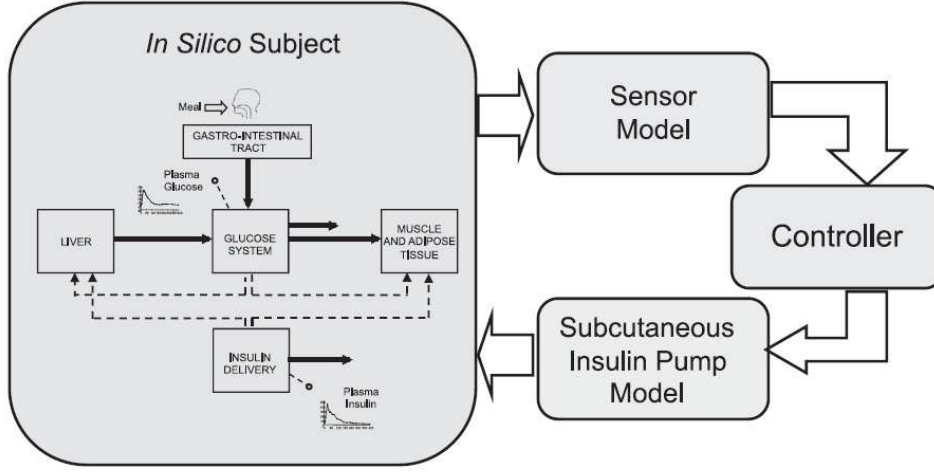 In Silico Subject
Meal
GASTRO-INTESTINAL
TRACT
Plasma
Glucose
LIVER
GLUCOSE
SYSTEM
MUSCLE
AND ADIPOSE
TISSUE
INSULIN
DELIVERY
Plasma
Insulin
Sensor
Model
Controller
Subcutaneous
Insulin Pump
Model